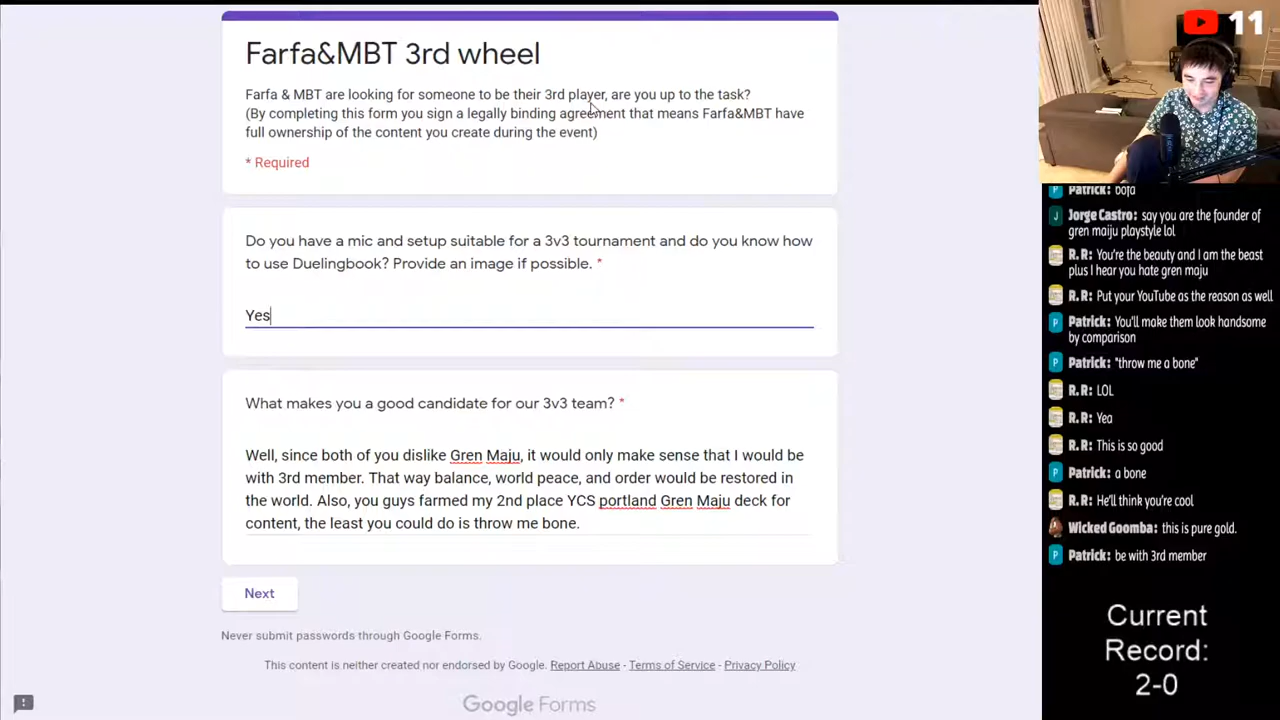 Farfa&MBT 3rd wheel
Farfa & MBT are looking for someone to be their 3rd player, are you up to the task?
(By completing this form you sign a legally binding agreement that means Farfa&MBT have
full ownership of the content you create during the event)
* Required
Do you have a mic and setup suitable for a 3v3 tournament and do you know how
to use Duelingbook? Provide an image if possible. *
Yes
What makes you a good candidate for our 3v3 team? *
Well, since both of you dislike Gren Maju, it would only make sense that I would be
with 3rd member. That way balance, world peace, and order would be restored in
the world. Also, you guys farmed my 2nd place YCS portland Gren Maju deck for
content, the least you could do is throw me bone.
Next
Never submit passwords through Google Forms.
This content is neither created nor endorsed by Google. Report Abuse - Terms of Service - Privacy Policy
Google Forms
11
P Patrick: bofa
J Jorge Castro: say you are the founder of
gren maiju playstyle lol
R. R: You're the beauty and I am the beast
plus I hear you hate gren maju
R. R: Put your YouTube as the reason as well
P Patrick: You'll make them look handsome
by comparison
P Patrick: "throw me a bone"
R. R: LOL
R. R: Yea
R. R: This is so good
P Patrick: a bone
R. R: He'll think you're cool
Wicked Goomba: this is pure gold.
P Patrick: be with 3rd member
Current
Record:
2-0